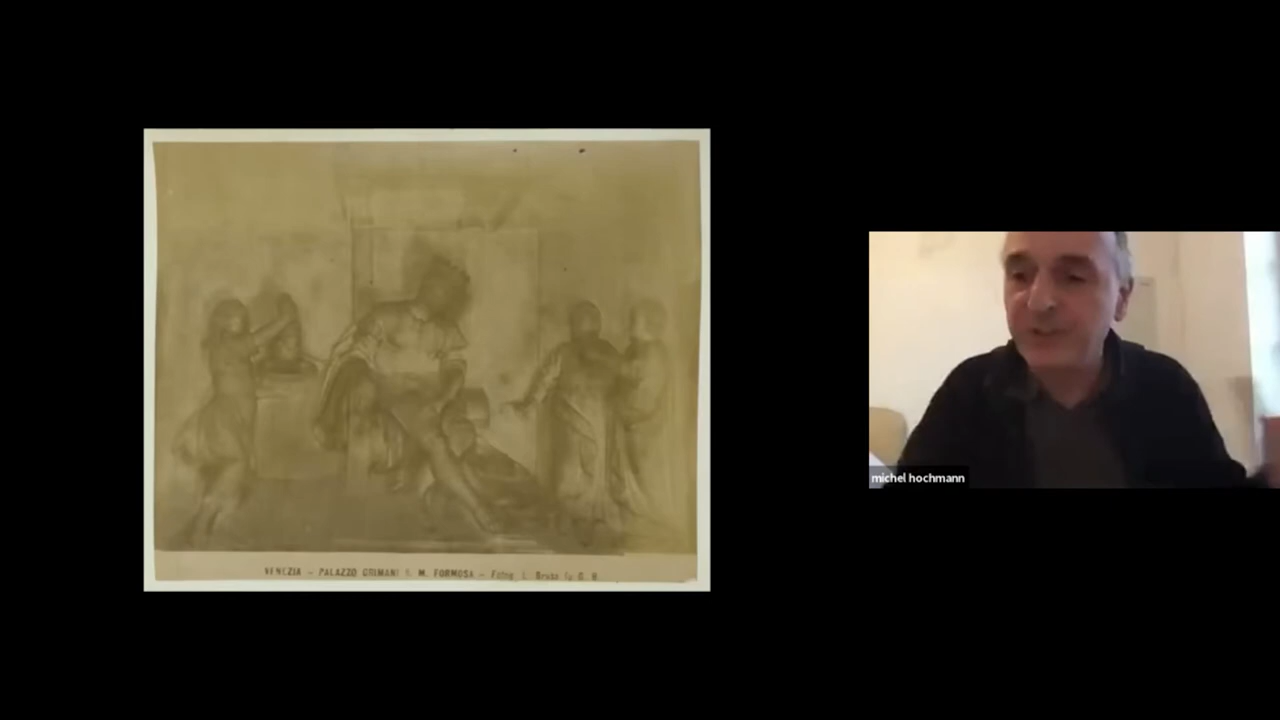 VENEZIA - PALAZZO GRIMANI S. M. FORMOSA - Fotog.
michel hochmann